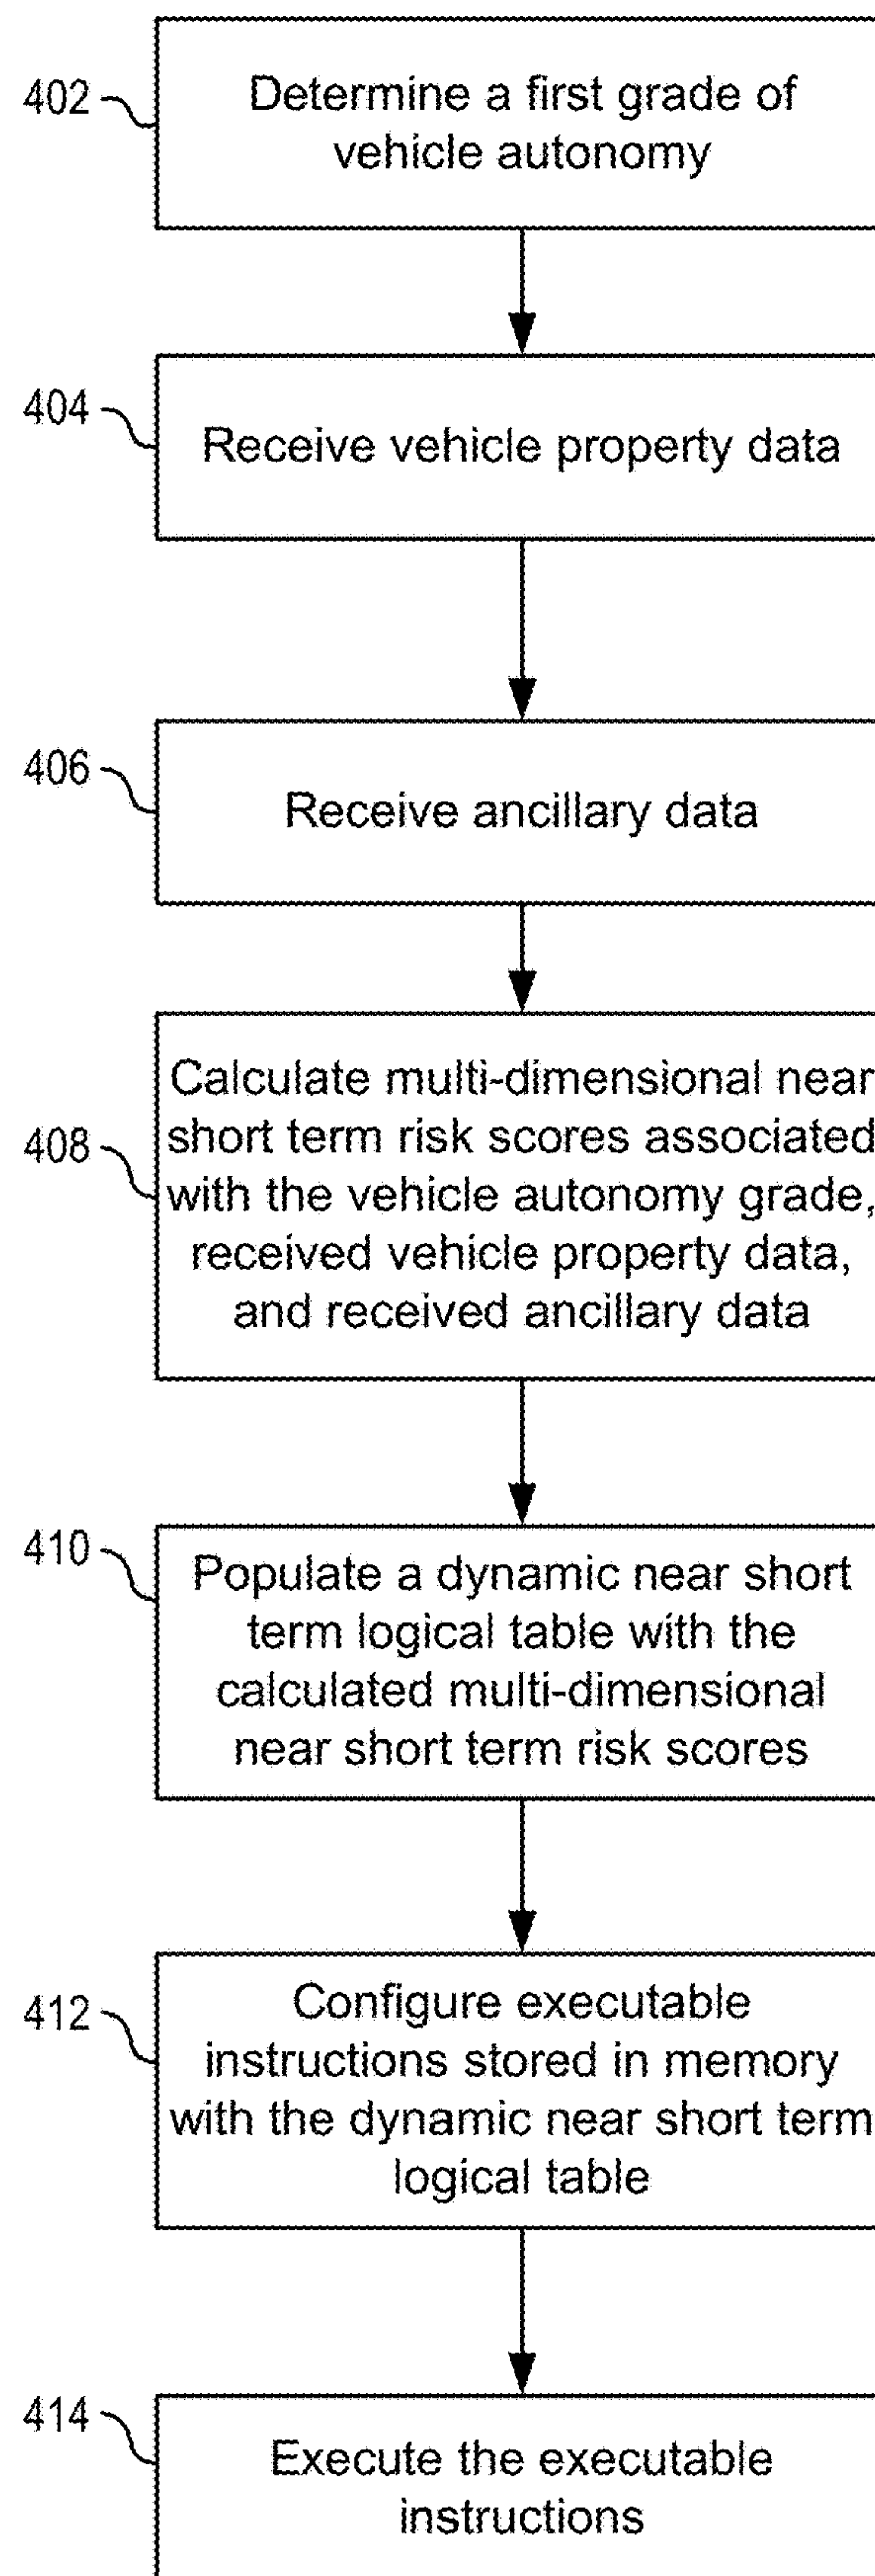 402
Determine a first grade of
vehicle autonomy
404
Receive vehicle property data
406
Receive ancillary data
408
Calculate multi-dimensional near
short term risk scores associated
with the vehicle autonomy grade,
received vehicle property data,
and received ancillary data
410
Populate a dynamic near short
term logical table with the
calculated multi-dimensional
near short term risk scores
412
Configure executable
instructions stored in memory
with the dynamic near short term
logical table
414
Execute the executable
instructions